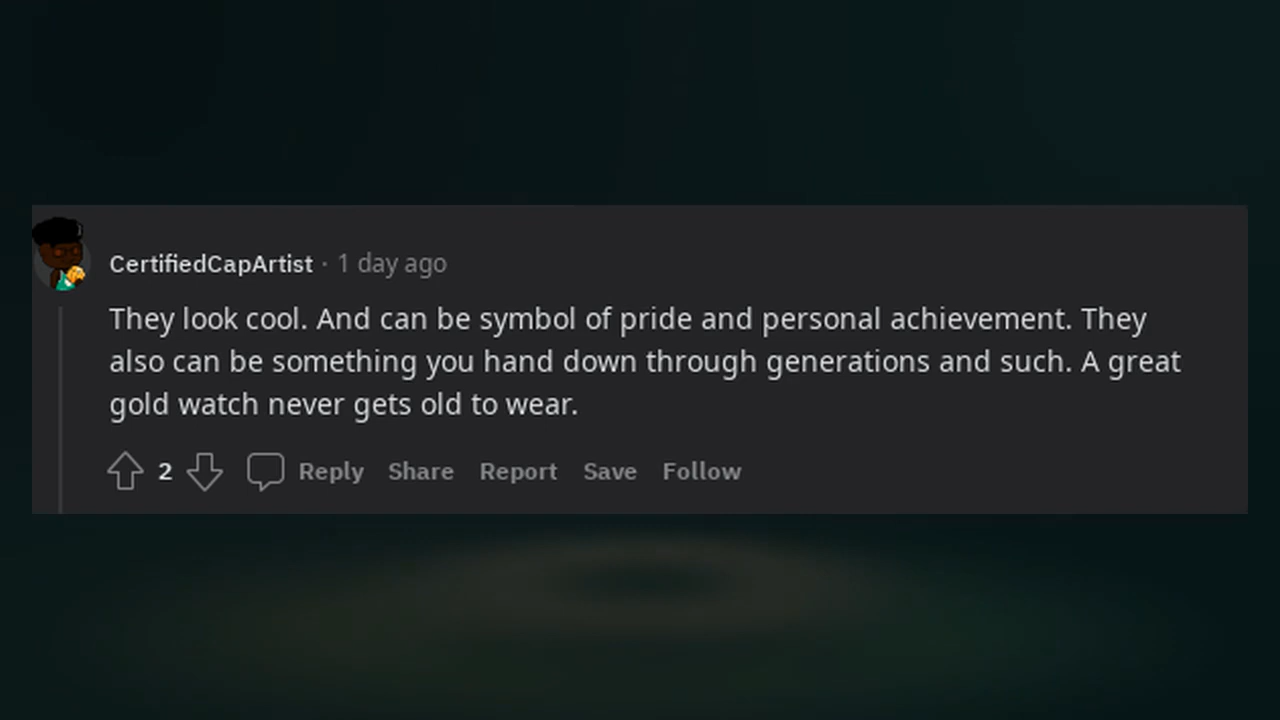 CertifiedCapArtist · 1 day ago
They look cool. And can be symbol of pride and personal achievement. They
also can be something you hand down through generations and such. A great
gold watch never gets old to wear.
2 Reply Share Report Save Follow